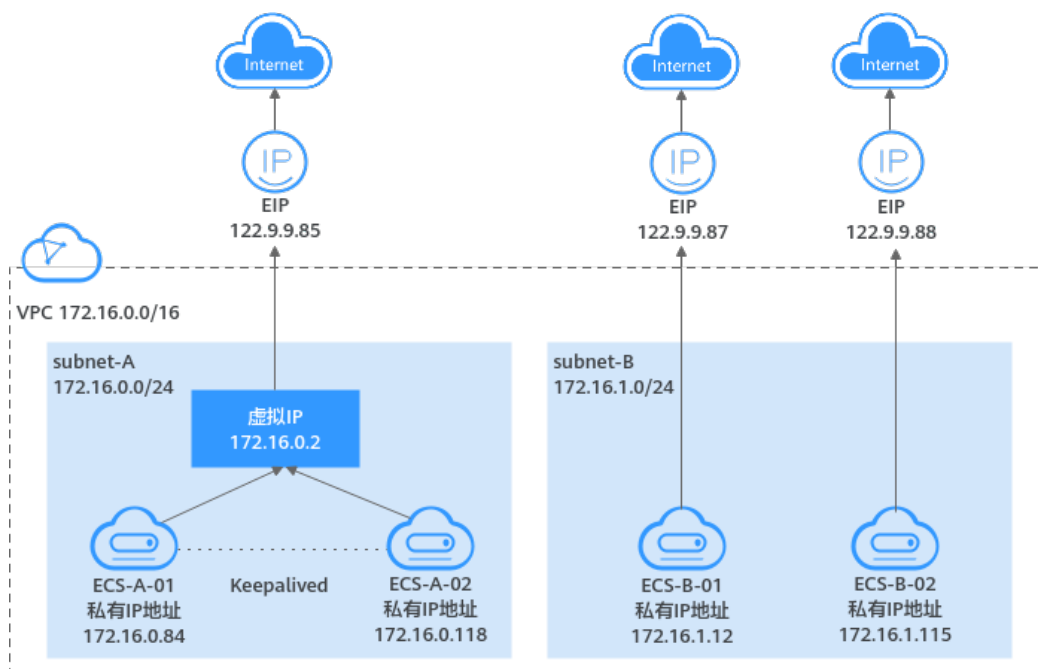 Internet
Internet
Internet
IP
IP
IP
EIP
122.9.9.85
EIP
122.9.9.87
EIP
122.9.9.88
VPC 172.16.0.0/16
subnet-A
172.16.0.0/24
虚拟IP
172.16.0.2
ECS-A-01
私有IP地址
172.16.0.84
Keepalived
ECS-A-02
私有IP地址
172.16.0.118
subnet-B
172.16.1.0/24
ECS-B-01
私有IP地址
172.16.1.12
ECS-B-02
私有IP地址
172.16.1.115